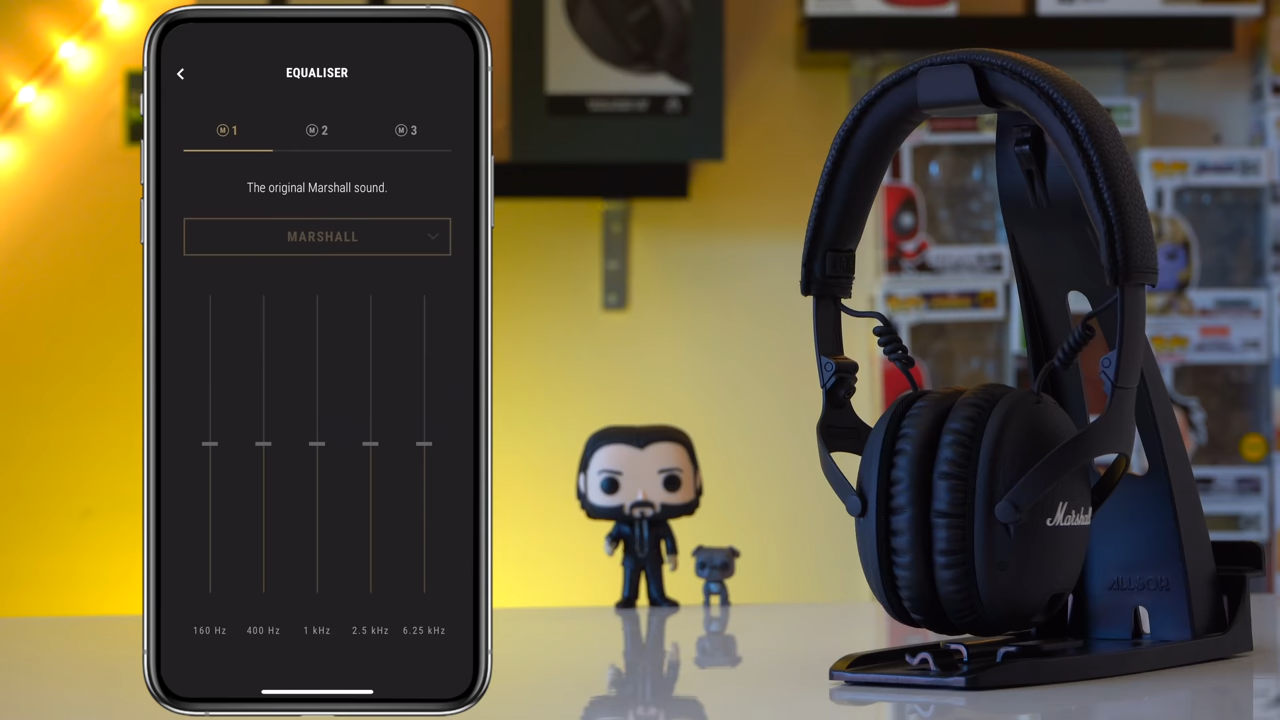 EQUALISER
M 1
M 2
M 3
The original Marshall sound.
MARSHALL
160 Hz
400 Hz
1 kHz
2.5 kHz
6.25 kHz
Marshall
ALLSOP